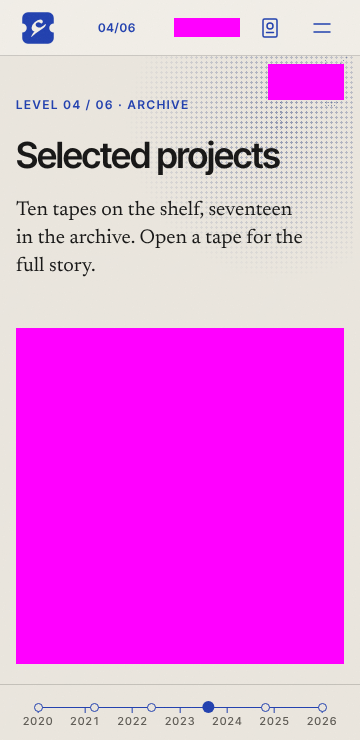 04/06
LEVEL 04 / 06 · ARCHIVE
Selected projects
Ten tapes on the shelf, seventeen
in the archive. Open a tape for the
full story.
2020 2021 2022 2023 2024 2025 2026